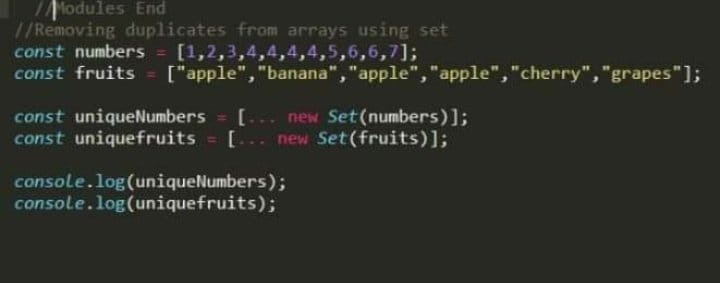 //Modules End
//Removing duplicates from arrays using set
const numbers = [1,2,3,4,4,4,4,5,6,6,7];
const fruits = ["apple","banana","apple","apple","cherry","grapes"];
const uniqueNumbers = [... new Set(numbers)];
const uniquefruits = [... new Set(fruits)];
console.log(uniqueNumbers);
console.log(uniquefruits);